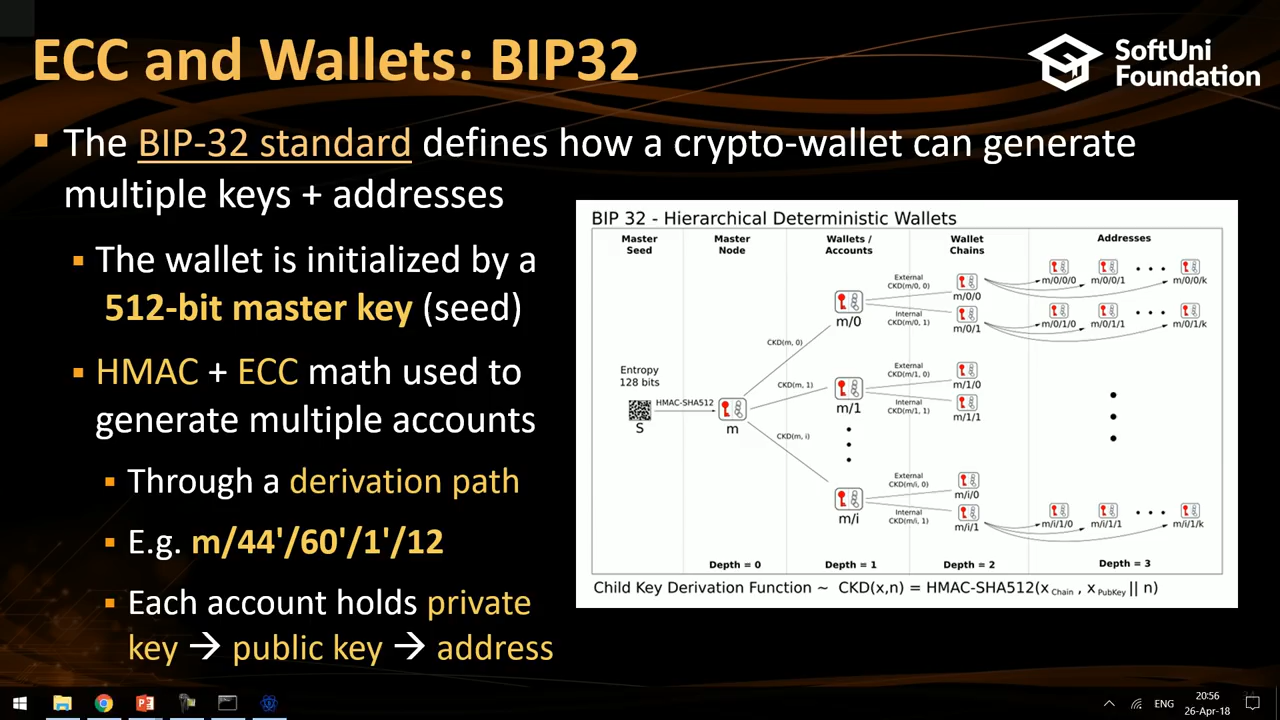 ECC and Wallets: BIP32
SoftUni
Foundation
The BIP-32 standard defines how a crypto-wallet can generate
multiple keys + addresses
The wallet is initialized by a
512-bit master key (seed)
HMAC + ECC math used to
generate multiple accounts
Through a derivation path
E.g. m/44'/60'/1'/12
Each account holds private
key → public key → address
BIP 32 - Hierarchical Deterministic Wallets
Master
Seed
Master
Node
Wallets /
Accounts
Wallet
Chains
Addresses
Entropy
128 bits
S
HMAC-SHA512
m
CKD(m, 0)
CKD(m, 1)
CKD(m, i)
m/0
m/1
m/i
External
CKD(m/0, 0)
Internal
CKD(m/0, 1)
External
CKD(m/1, 0)
Internal
CKD(m/1, 1)
External
CKD(m/i, 0)
Internal
CKD(m/i, 1)
m/0/0
m/0/1
m/1/0
m/1/1
m/i/0
m/i/1
m/0/0/0 m/0/0/1 m/0/0/k
m/0/1/0 m/0/1/1 m/0/1/k
m/i/1/0 m/i/1/1 m/i/1/k
Depth = 0 Depth = 1 Depth = 2 Depth = 3
Child Key Derivation Function ~ CKD(x,n) = HMAC-SHA512(x Chain , x PubKey || n)
ENG
20:56
26-Apr-18